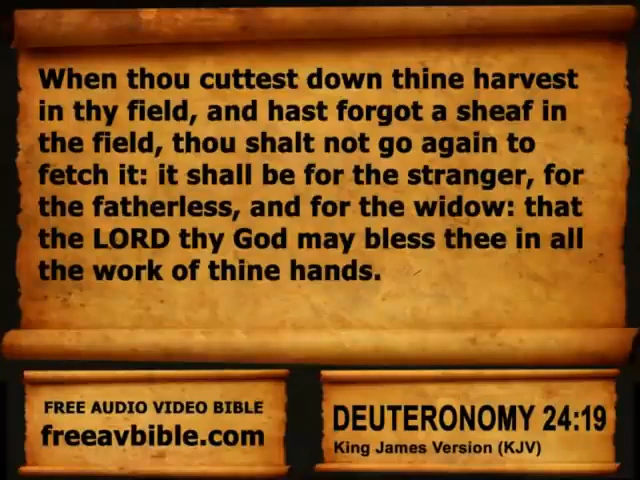 When thou cuttest down thine harvest
in thy field, and hast forgot a sheaf in
the field, thou shalt not go again to
fetch it: it shall be for the stranger, for
the fatherless, and for the widow: that
the LORD thy God may bless thee in all
the work of thine hands.
FREE AUDIO VIDEO BIBLE
freeavbible.com
DEUTERONOMY 24:19
King James Version (KJV)